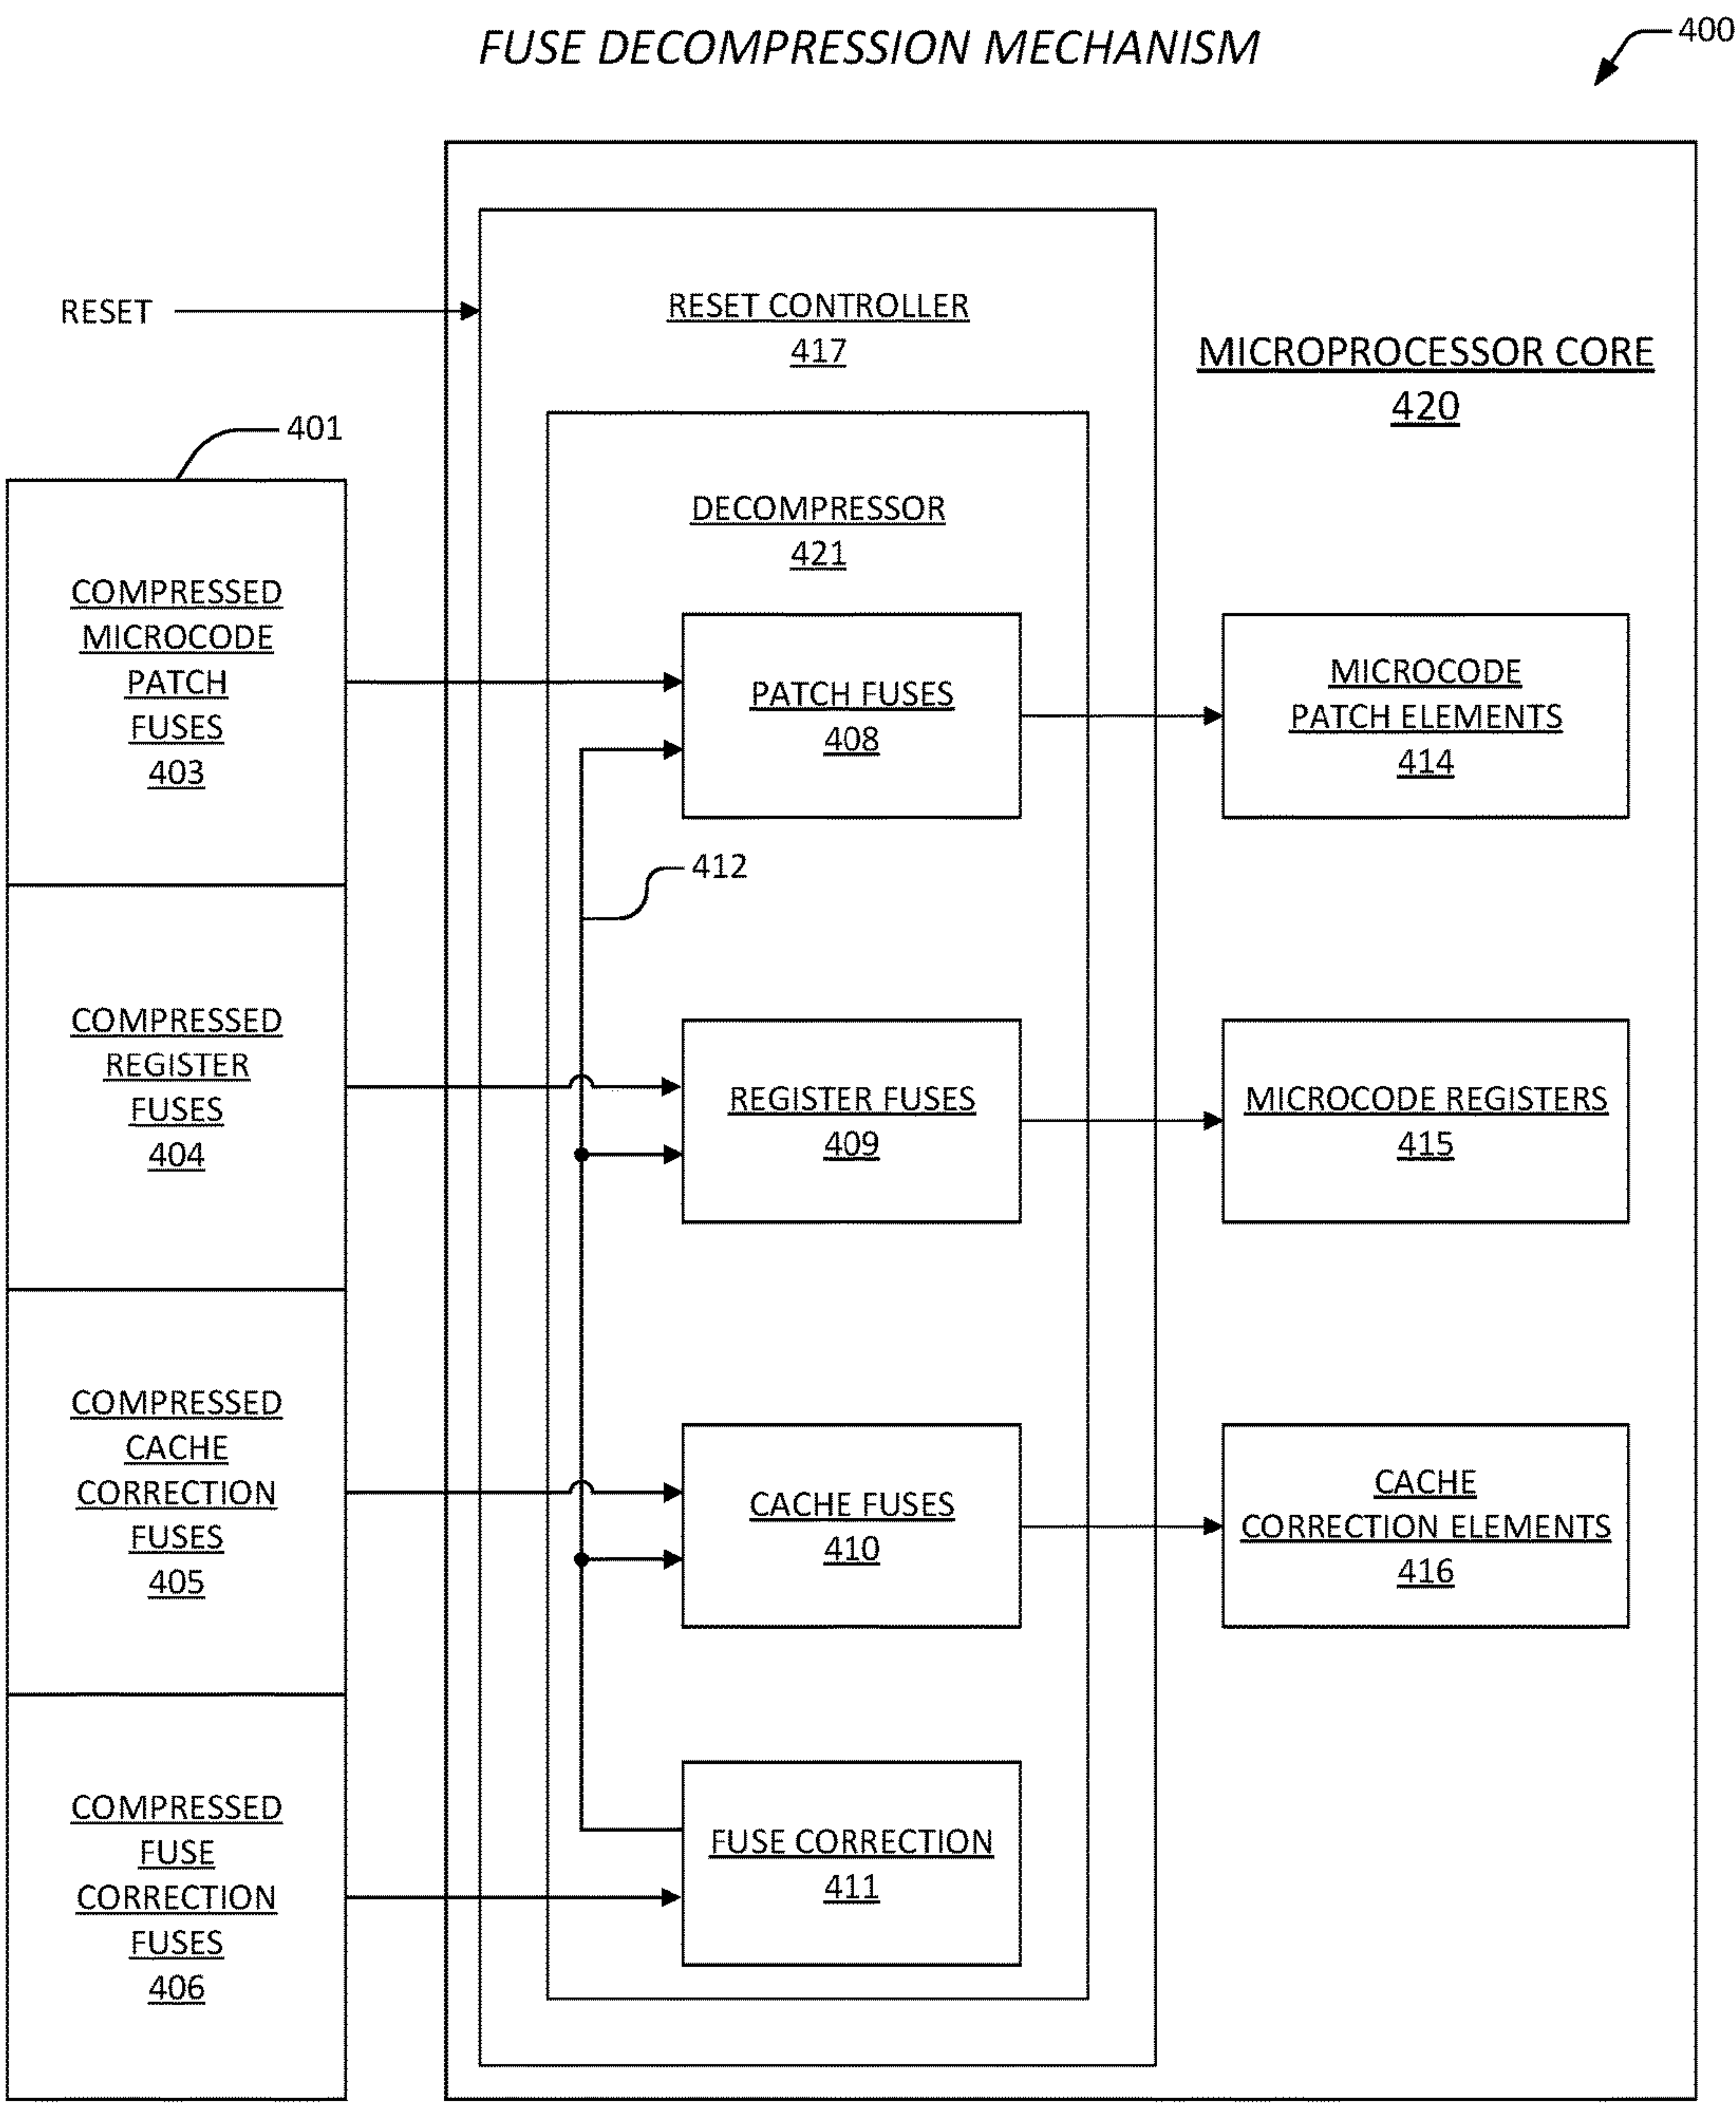 FUSE DECOMPRESSION MECHANISM
400
RESET
RESET CONTROLLER
417
MICROPROCESSOR CORE
420
401
DECOMPRESSOR
421
COMPRESSED
MICROCODE
PATCH
FUSES
403
PATCH FUSES
408
MICROCODE
PATCH ELEMENTS
414
412
COMPRESSED
REGISTER
FUSES
404
REGISTER FUSES
409
MICROCODE REGISTERS
415
COMPRESSED
CACHE
CORRECTION
FUSES
405
CACHE FUSES
410
CACHE
CORRECTION ELEMENTS
416
COMPRESSED
FUSE
CORRECTION
FUSES
406
FUSE CORRECTION
411